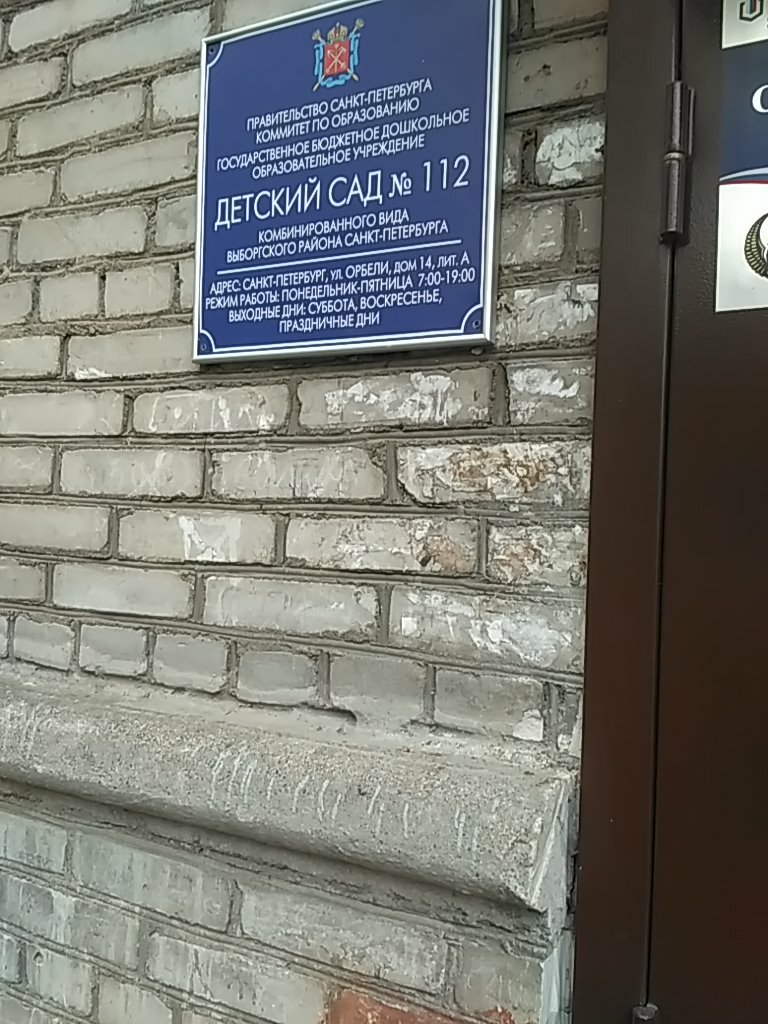 ПРАВИТЕЛЬСТВО САНКТ-ПЕТЕРБУРГА
КОММИТЕТ ПО ОБРАЗОВАНИЮ
ГОСУДАРСТВЕННОЕ БЮДЖЕТНОЕ ДОШКОЛЬНОЕ
ОБРАЗОВАТЕЛЬНОЕ УЧРЕЖДЕНИЕ
ДЕТСКИЙ САД № 112
КОМБИНИРОВАННОГО ВИДА
ВЫБОРГСКОГО РАЙОНА САНКТ-ПЕТЕРБУРГА
АДРЕС: САНКТ-ПЕТЕРБУРГ, УЛ. ОРБЕЛИ, ДОМ 14, ЛИТ. А
РЕЖИМ РАБОТЫ: ПОНЕДЕЛЬНИК-ПЯТНИЦА 7:00-19:00
ВЫХОДНЫЕ ДНИ: СУББОТА, ВОСКРЕСЕНЬЕ,
ПРАЗДНИЧНЫЕ ДНИ